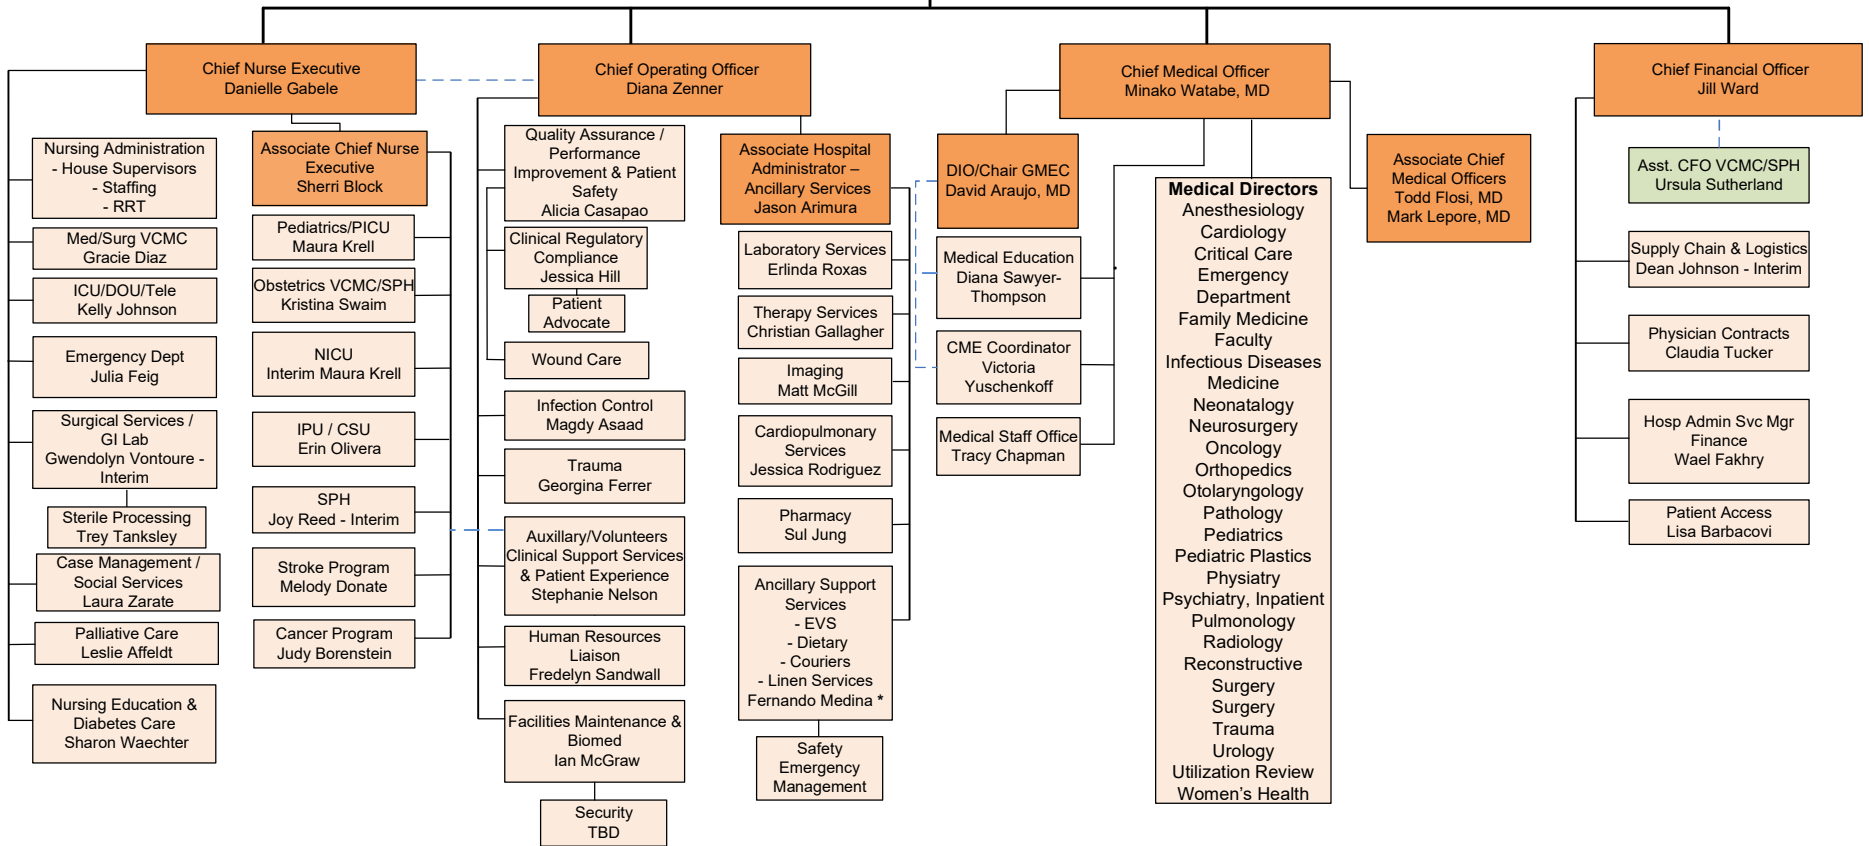 Chief Nurse Executive
Danielle Gabele
Chief Operating Officer
Diana Zenner
Chief Medical Officer
Minako Watabe, MD
Chief Financial Officer
Jill Ward
Nursing Administration
- House Supervisors
- Staffing
- RRT
Med/Surg VCMC
Gracie Diaz
ICU/DOU/Tele
Kelly Johnson
Emergency Dept
Julia Feig
Surgical Services /
GI Lab
Gwendolyn Vontoure -
Interim
Sterile Processing
Trey Tanksley
Case Management /
Social Services
Laura Zarate
Palliative Care
Leslie Affeldt
Nursing Education &
Diabetes Care
Sharon Waechter
Associate Chief Nurse
Executive
Sherri Block
Pediatrics/PICU
Maura Krell
Obstetrics VCMC/SPH
Kristina Swaim
NICU
Interim Maura Krell
IPU / CSU
Erin Olivera
SPH
Joy Reed - Interim
Stroke Program
Melody Donate
Cancer Program
Judy Borenstein
Quality Assurance /
Performance
Improvement & Patient
Safety
Alicia Casapao
Clinical Regulatory
Compliance
Jessica Hill
Patient
Advocate
Wound Care
Infection Control
Magdy Asaad
Trauma
Georgina Ferrer
Auxillary/Volunteers
Clinical Support Services
& Patient Experience
Stephanie Nelson
Human Resources
Liaison
Fredelyn Sandwall
Facilities Maintenance &
Biomed
Ian McGraw
Security
TBD
Associate Hospital
Administrator –
Ancillary Services
Jason Arimura
Laboratory Services
Erlinda Roxas
Therapy Services
Christian Gallagher
Imaging
Matt McGill
Cardiopulmonary
Services
Jessica Rodriguez
Pharmacy
Sul Jung
Ancillary Support
Services
- EVS
- Dietary
- Couriers
- Linen Services
Fernando Medina *
Safety
Emergency
Management
DIO/Chair GMEC
David Araujo, MD
Medical Education
Diana Sawyer-
Thompson
CME Coordinator
Victoria
Yuschenkoff
Medical Staff Office
Tracy Chapman
Medical Directors
Anesthesiology
Cardiology
Critical Care
Emergency
Department
Family Medicine
Faculty
Infectious Diseases
Medicine
Neonatalogy
Neurosurgery
Oncology
Orthopedics
Otolaryngology
Pathology
Pediatrics
Pediatric Plastics
Physiatry
Psychiatry, Inpatient
Pulmonology
Radiology
Reconstructive
Surgery
Surgery
Trauma
Urology
Utilization Review
Women's Health
Associate Chief
Medical Officers
Todd Flosi, MD
Mark Lepore, MD
Asst. CFO VCMC/SPH
Ursula Sutherland
Supply Chain & Logistics
Dean Johnson - Interim
Physician Contracts
Claudia Tucker
Hosp Admin Svc Mgr
Finance
Wael Fakhry
Patient Access
Lisa Barbacovi